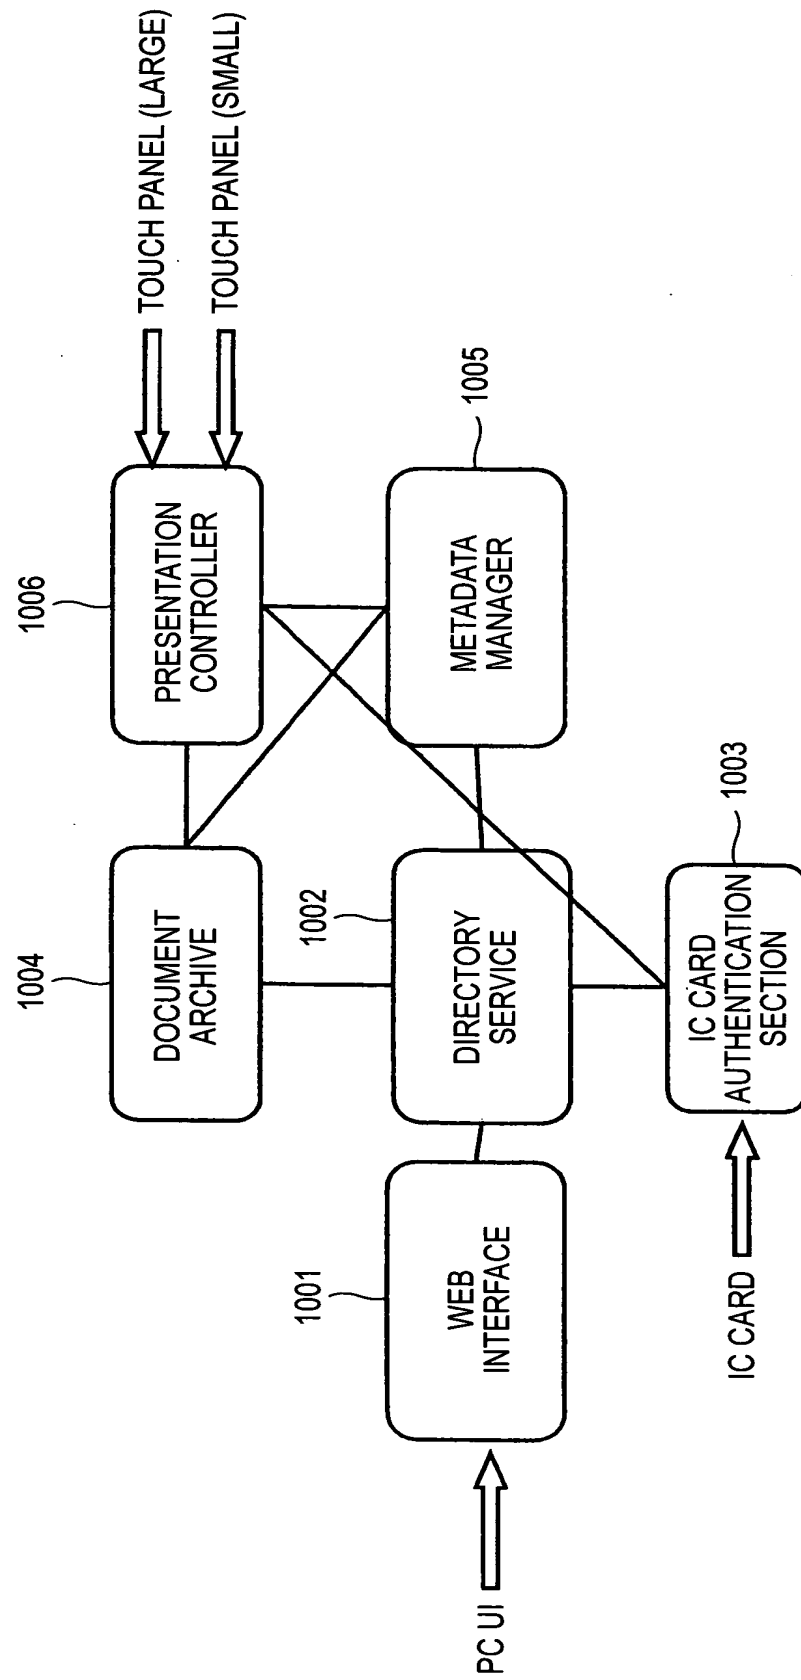 1004
DOCUMENT
ARCHIVE
1006
PRESENTATION
CONTROLLER
TOUCH PANEL (LARGE)
TOUCH PANEL (SMALL)
PC UI
1001
WEB
INTERFACE
1002
DIRECTORY
SERVICE
1005
METADATA
MANAGER
IC CARD
1003
IC CARD
AUTHENTICATION
SECTION